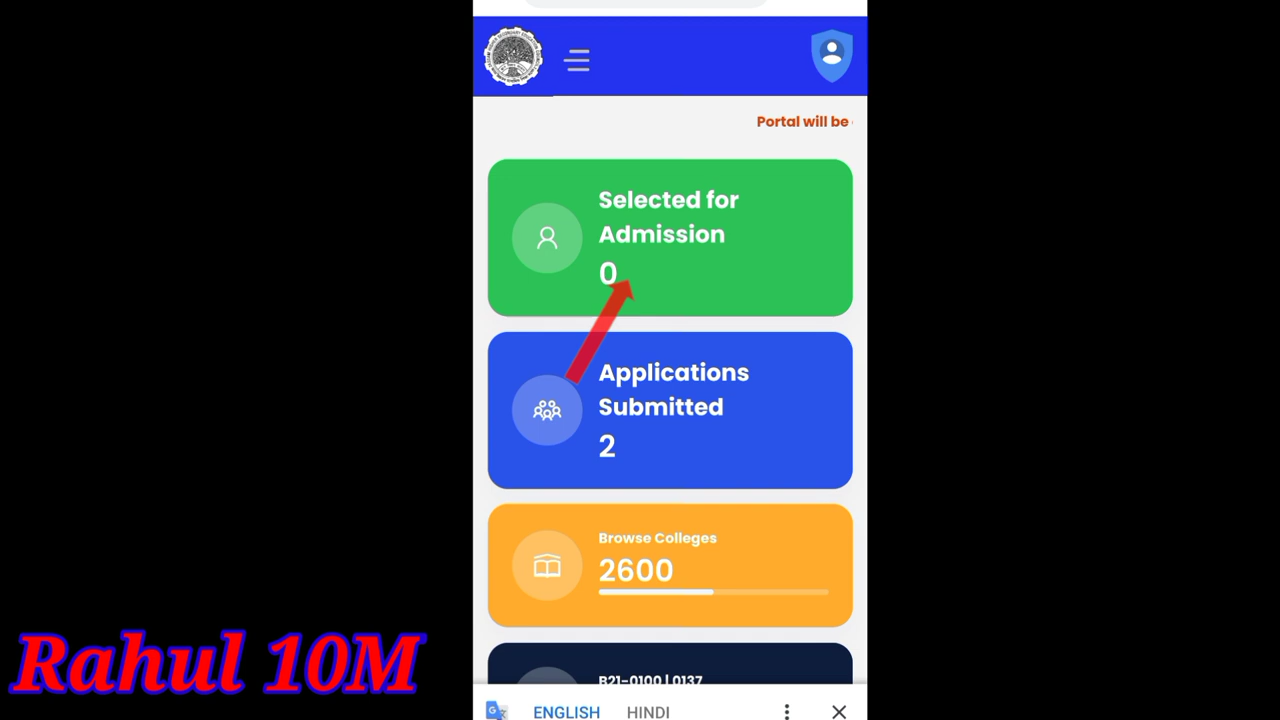 Portal will be
Selected for
Admission
0
Applications
Submitted
2
Browse Colleges
2600
B21-0100 | 0137
ENGLISH HINDI
Rahul 10M